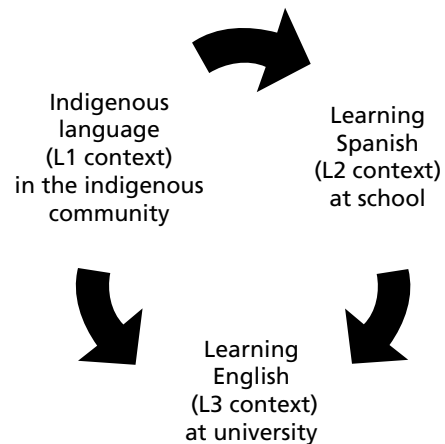 Indigenous
language
(L1 context)
in the indigenous
community
Learning
Spanish
(L2 context)
at school
Learning
English
(L3 context)
at university